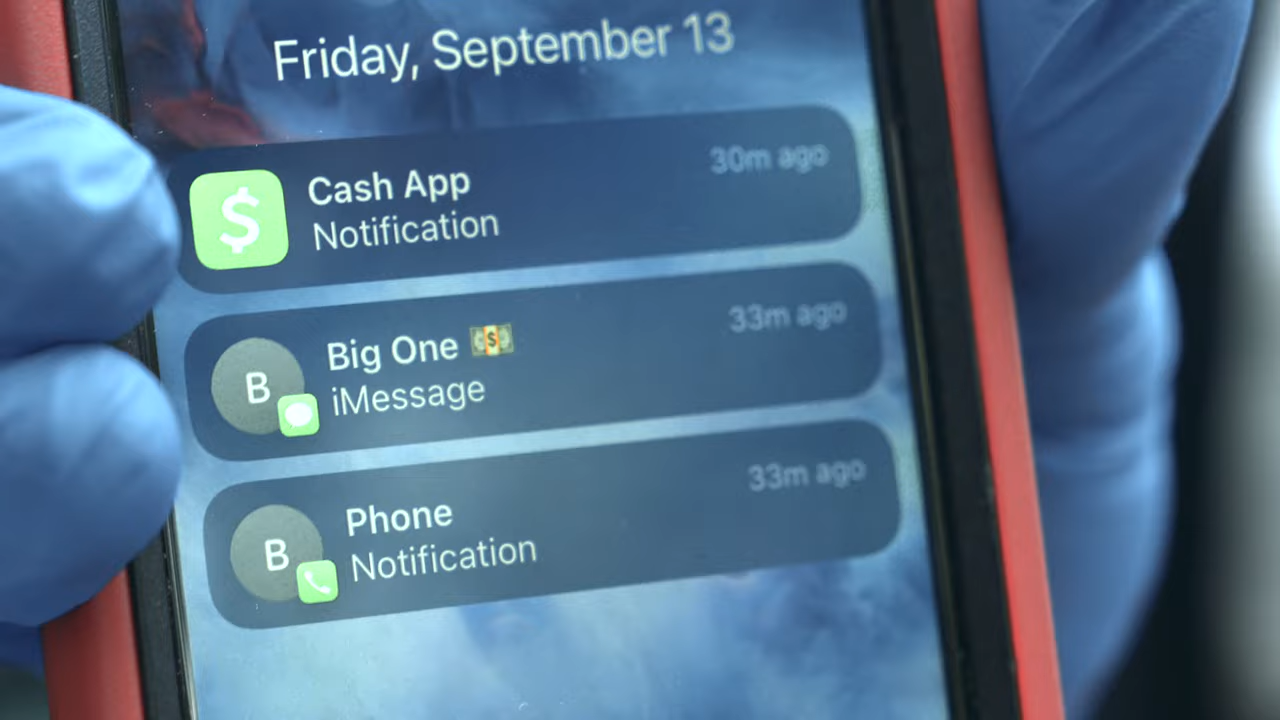 Friday, September 13
Cash App
30m ago
Notification
Big One 💵
33m ago
iMessage
B
Phone
33m ago
Notification
B